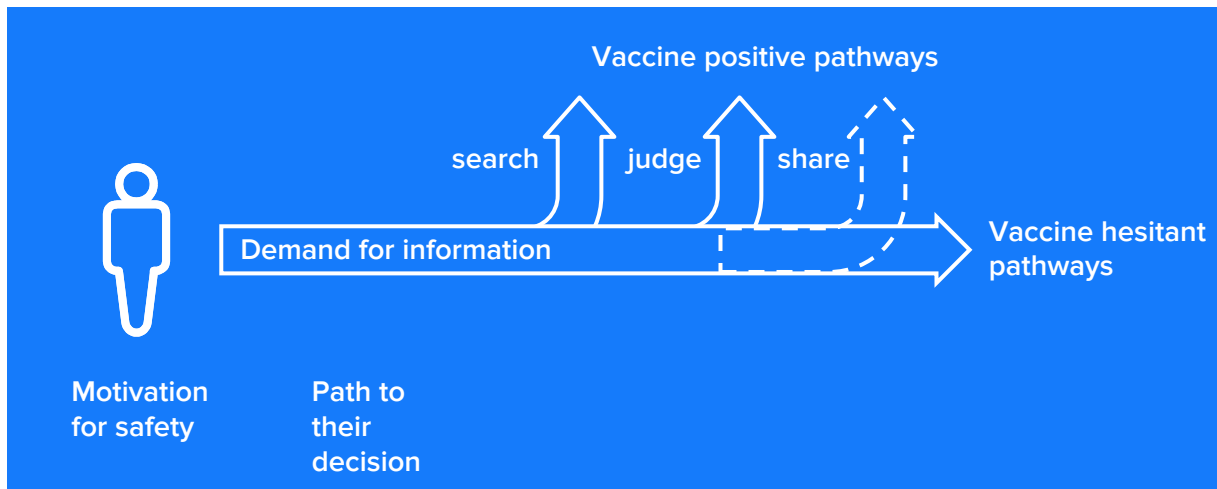 Vaccine positive pathways
search
judge
share
Demand for information
Vaccine hesitant
pathways
Motivation
for safety
Path to
their
decision